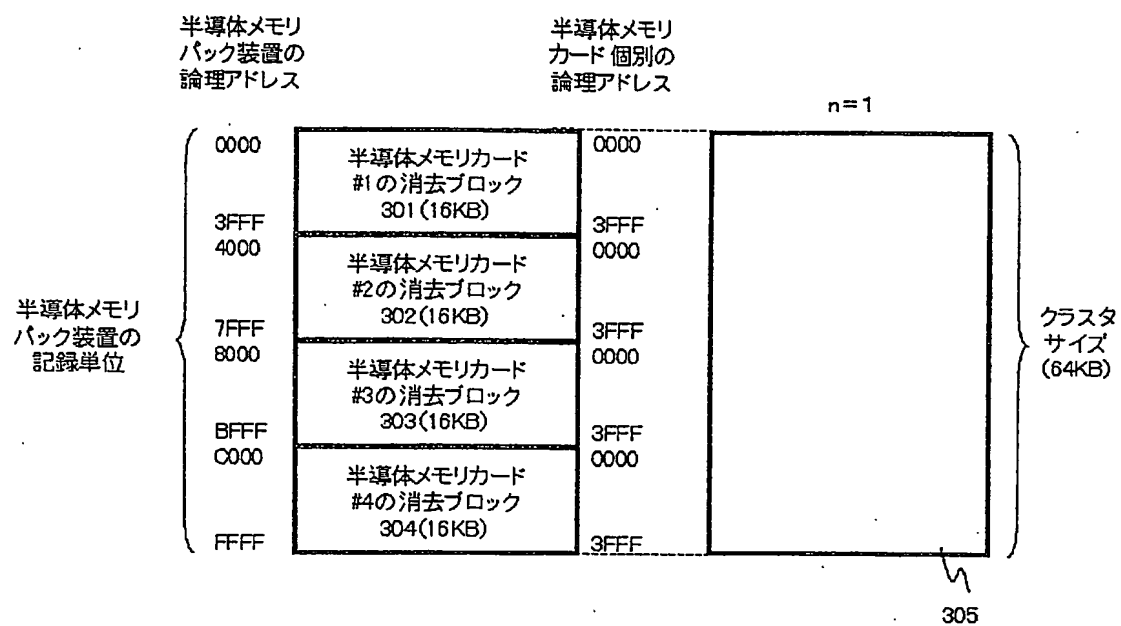 半導体メモリ
パック装置の
論理アドレス
半導体メモリ
カード 個別の
論理アドレス
n=1
0000
半導体メモリカード
#1の消去ブロック
301(16KB)
0000
3FFF
3FFF
4000
半導体メモリカード
#2の消去ブロック
302(16KB)
0000
7FFF
3FFF
8000
半導体メモリカード
#3の消去ブロック
303(16KB)
0000
BFFF
3FFF
C000
半導体メモリカード
#4の消去ブロック
304(16KB)
0000
FFFF
3FFF
半導体メモリ
パック装置の
記録単位
クラスタ
サイズ
(64KB)
305